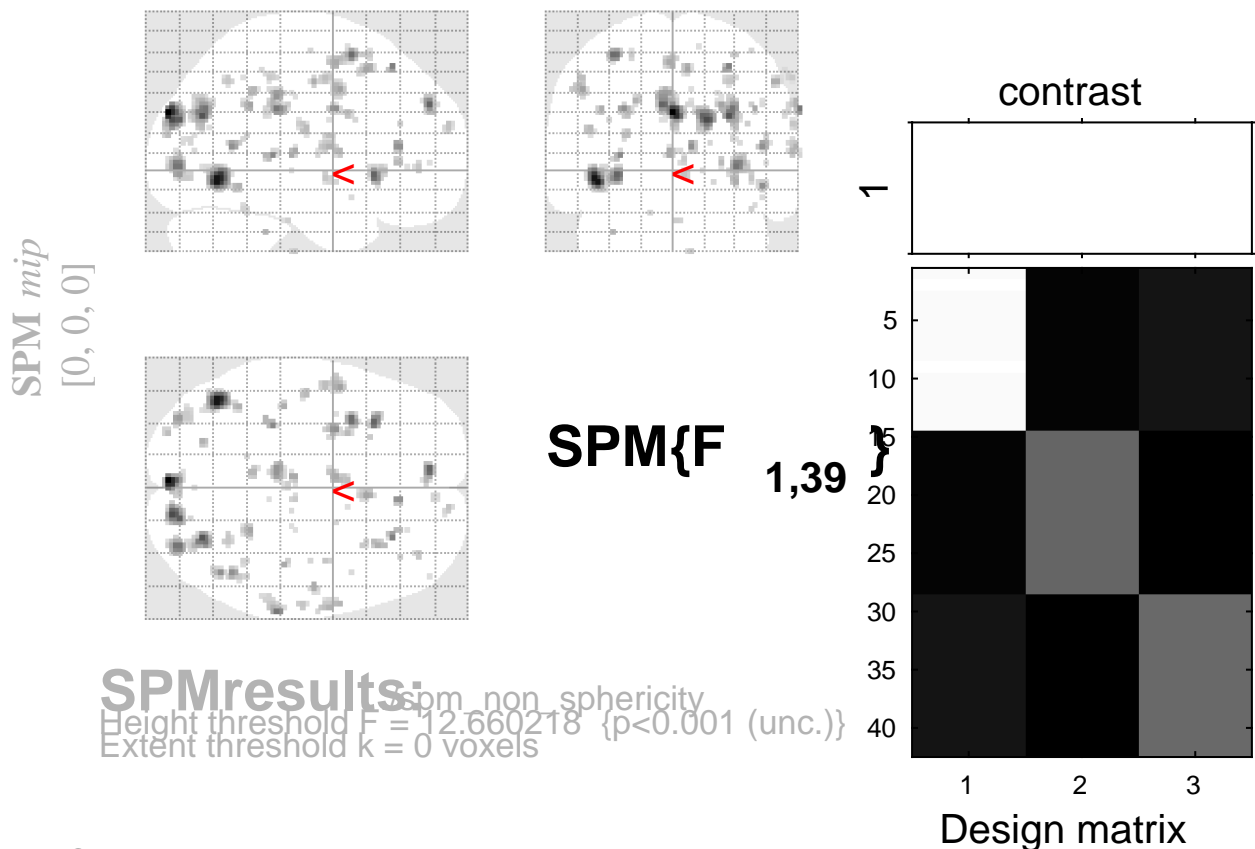 SPM mip
[0, 0, 0]
<
<
<
SPM{F1,39}
contrast
1
5
10
15
20
25
30
35
40
1 2 3
Design matrix
SPMresults: ./spm_non_sphericity
Height threshold F = 12.660218 {p<0.001 (unc.)}
Extent threshold k = 0 voxels